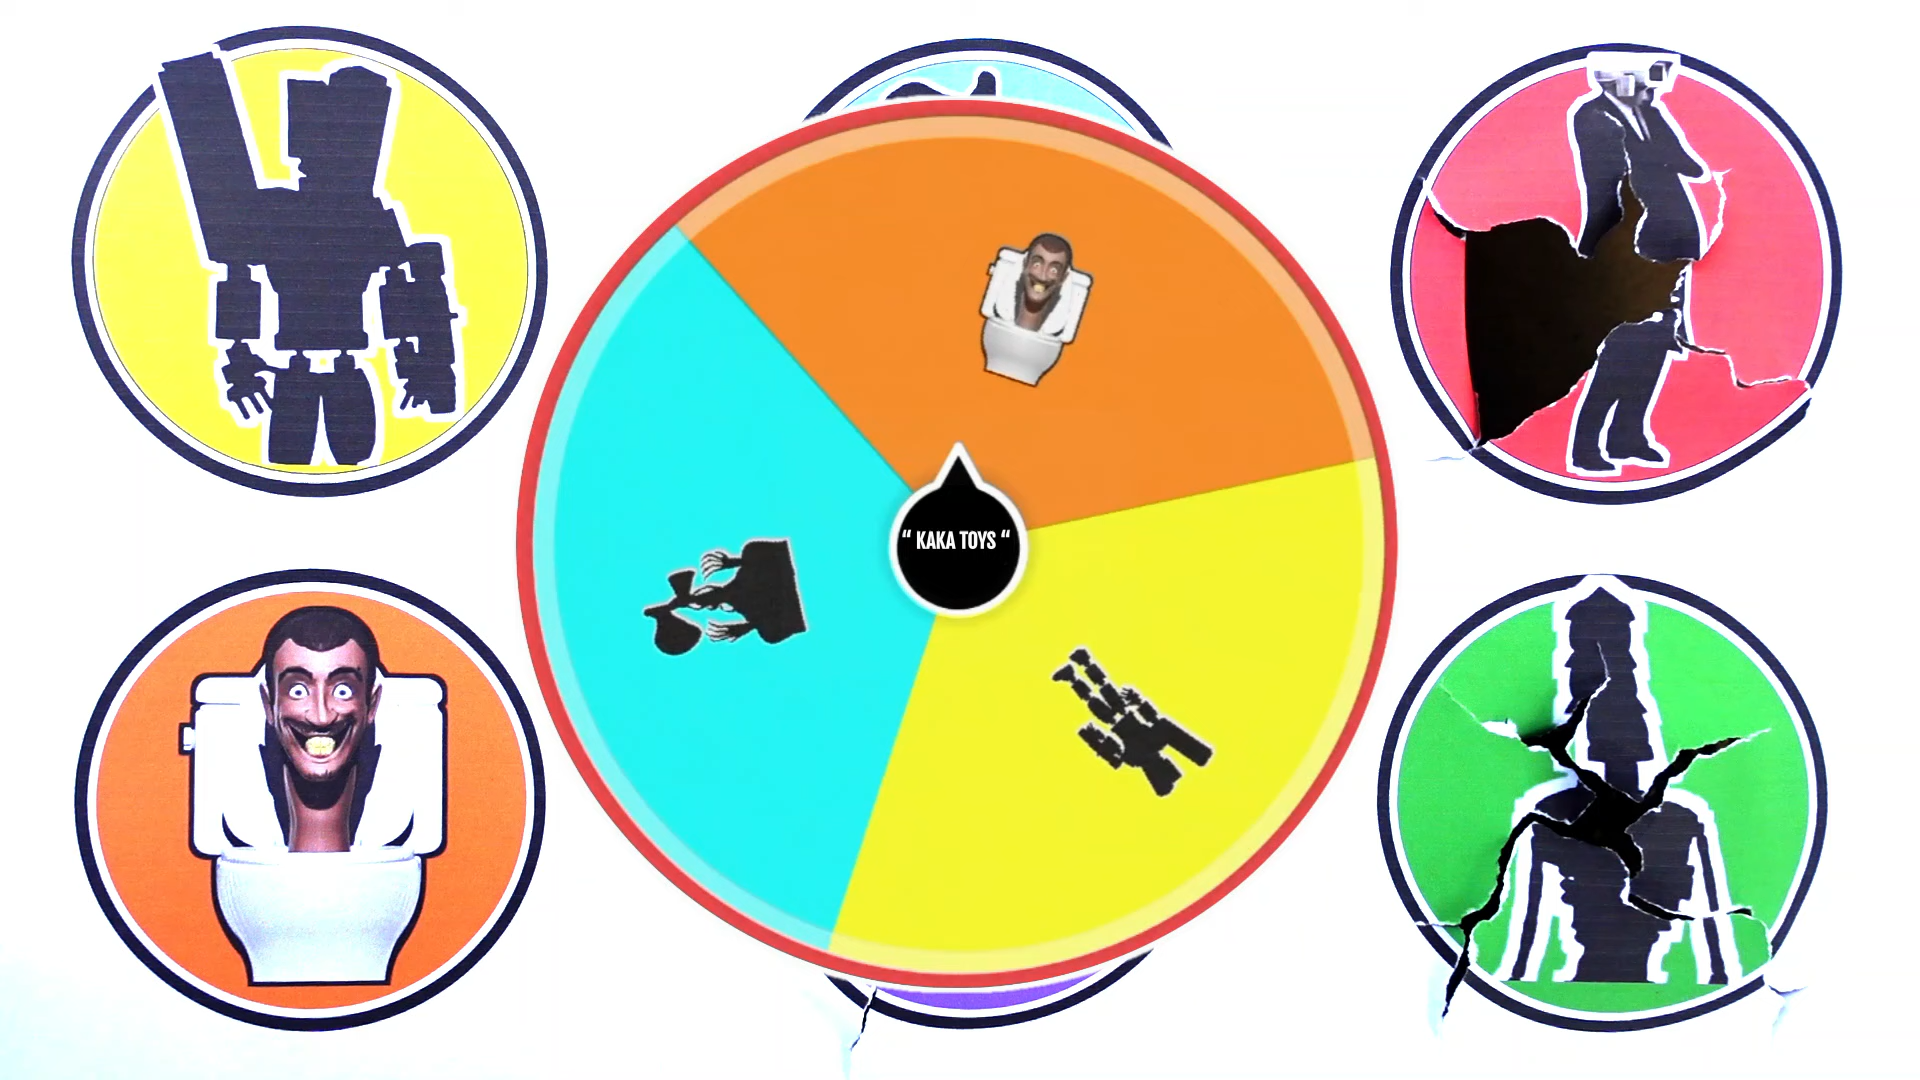 “ KAKA TOYS “